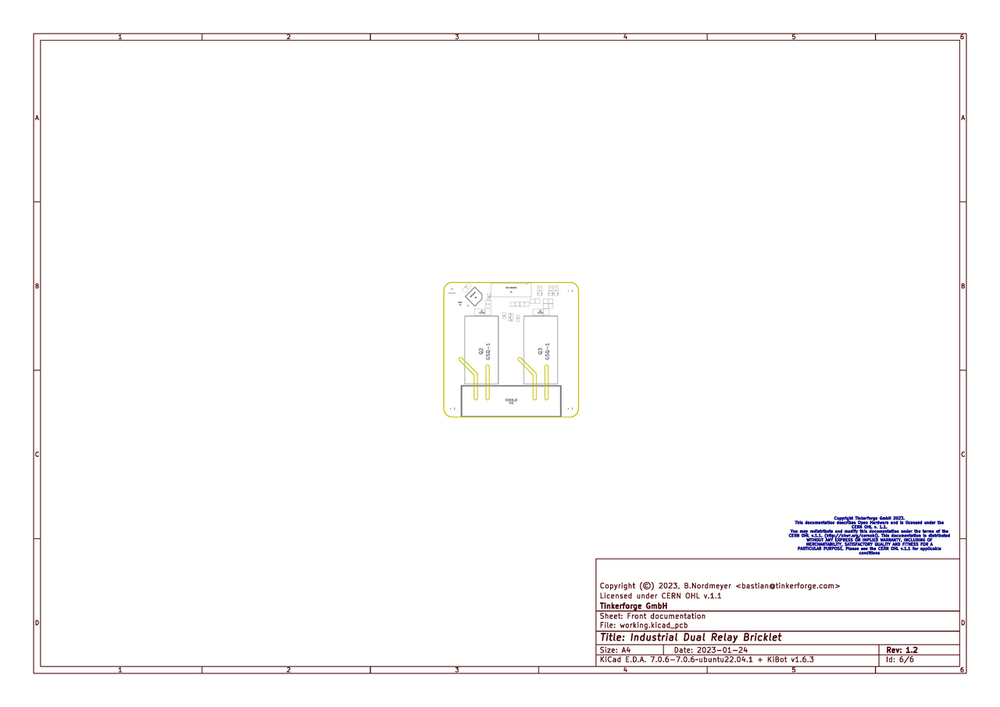 1 2 3 4 5 6
A A
B B
Q2
GSQ-1
Q3
GSQ-1
C C
Copyright Tinkerforge GmbH 2023.
This documentation describes Open Hardware and is licensed under the
CERN OHL v. 1.1.
You may redistribute and modify this documentation under the terms of the
CERN OHL v.1.1. (http://ohwr.org/cernohl). This documentation is distributed
WITHOUT ANY EXPRESS OR IMPLIED WARRANTY, INCLUDING OF
MERCHANTABILITY, SATISFACTORY QUALITY AND FITNESS FOR A
PARTICULAR PURPOSE. Please see the CERN OHL v.1.1 for applicable
conditions
Copyright (©) 2023, B.Nordmeyer <bastian@tinkerforge.com>
Licensed under CERN OHL v.1.1
Tinkerforge GmbH
D D
Sheet: Front documentation
File: working.kicad_pcb
Title: Industrial Dual Relay Bricklet
Size: A4 Date: 2023-01-24 Rev: 1.2
KiCad E.D.A. 7.0.6-7.0.6-ubuntu22.04.1 + KiBot v1.6.3 Id: 6/6
1 2 3 4 5 6